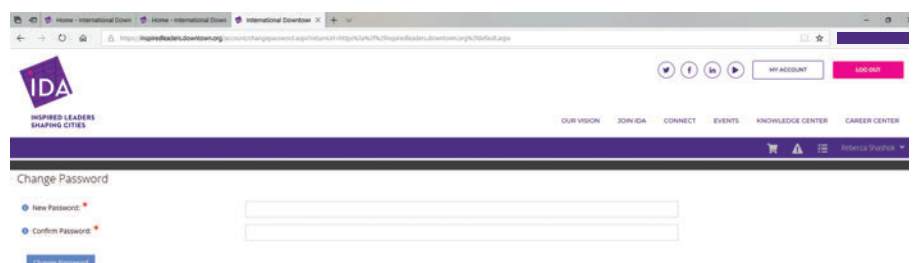 Home - International Down
Home - International Down
International Downtow
https://inspiredleaders.downtown.org/account/changepassword.aspx?returnUrl=http%3a%2f%2finspiredleaders.downtown.org%2fdefault.aspx
MY ACCOUNT
LOG OUT
IDA
INSPIRED LEADERS
SHAPING CITIES
OUR VISION JOIN IDA CONNECT EVENTS KNOWLEDGE CENTER CAREER CENTER
Rebecca Shashok
Change Password
New Password: *
Confirm Password: *
Change Password